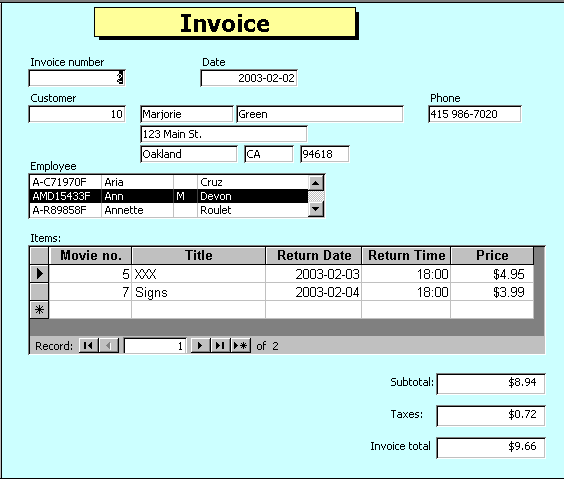 Invoice
Invoice number Date
2 2003-02-02
Customer Phone
10 Marjorie Green 415 986-7020
123 Main St.
Oakland CA 94618
Employee
A-C71970F Aria Cruz
AMD15433F Ann M Devon
A-R89858F Annette Roulet
Items:
Movie no. Title Return Date Return Time Price
5 XXX 2003-02-03 18:00 $4.95
7 Signs 2003-02-04 18:00 $3.99
Record: 1 of 2
Subtotal: $8.94
Taxes: $0.72
Invoice total $9.66